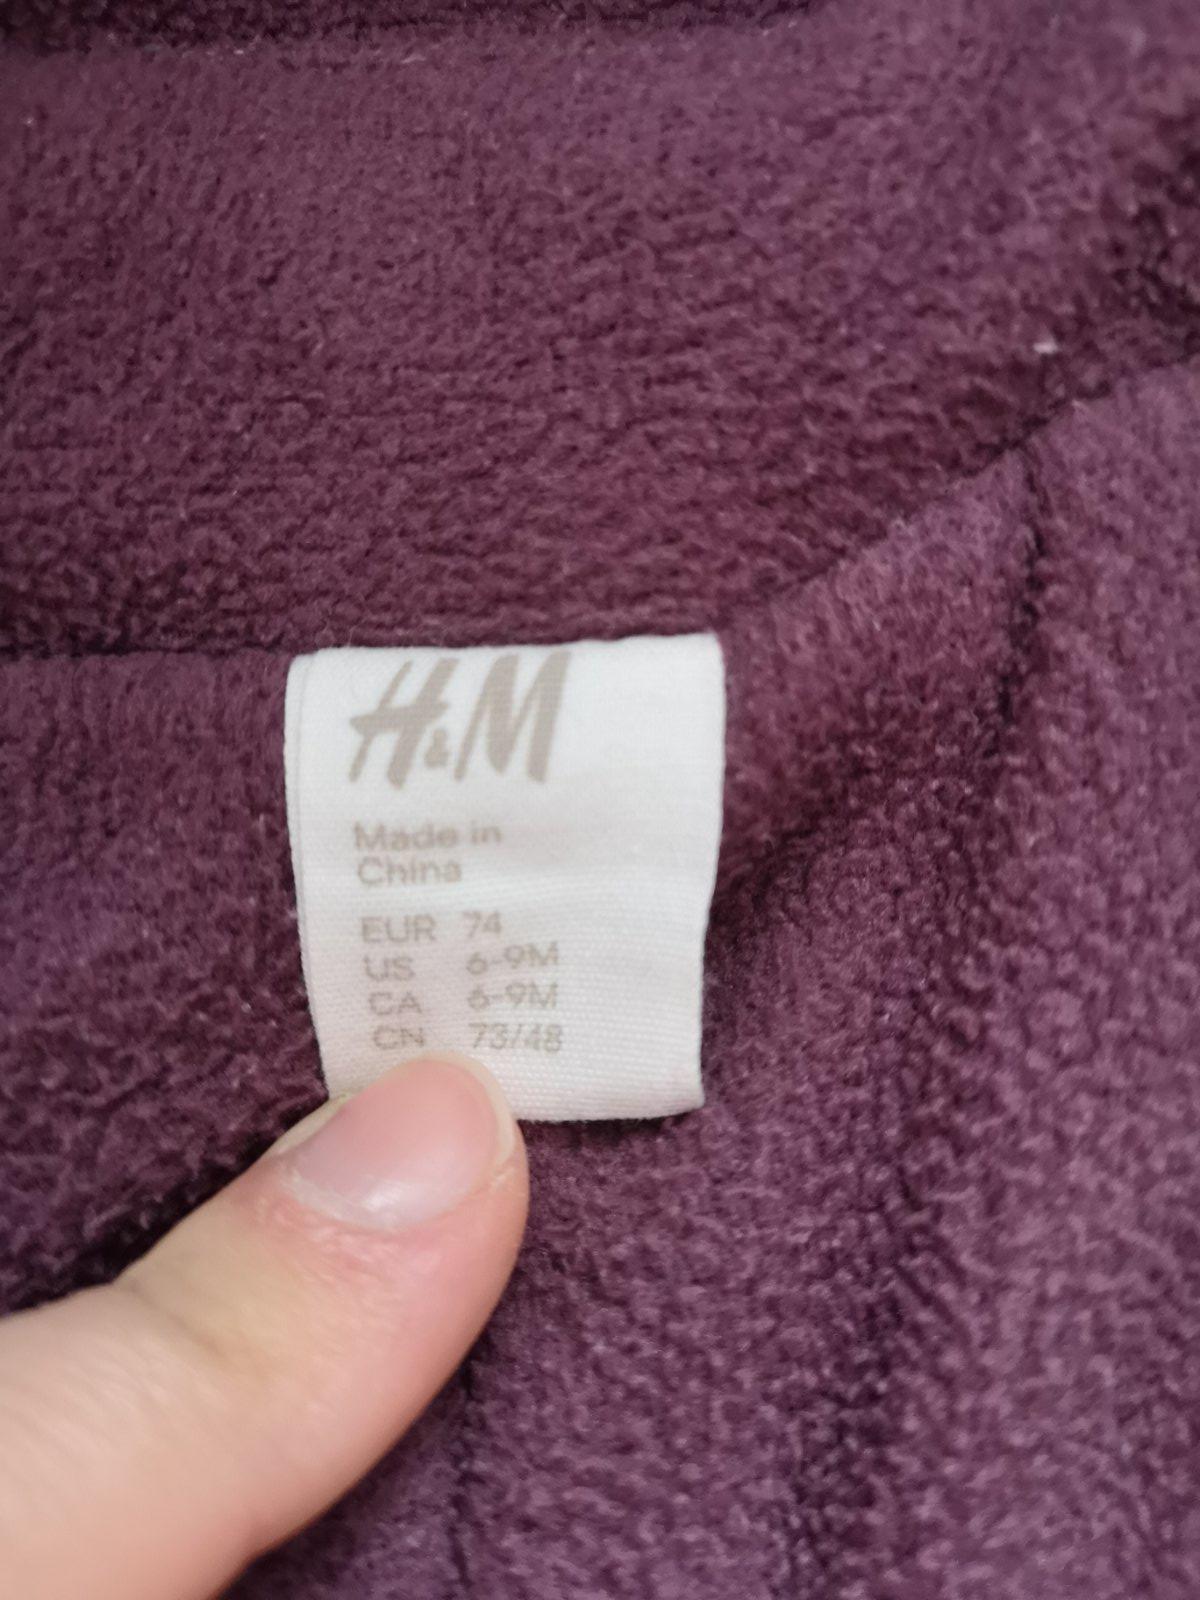 H&M
Made in
China
EUR 74
US 6-9M
CA 6-9M
CN 73/48